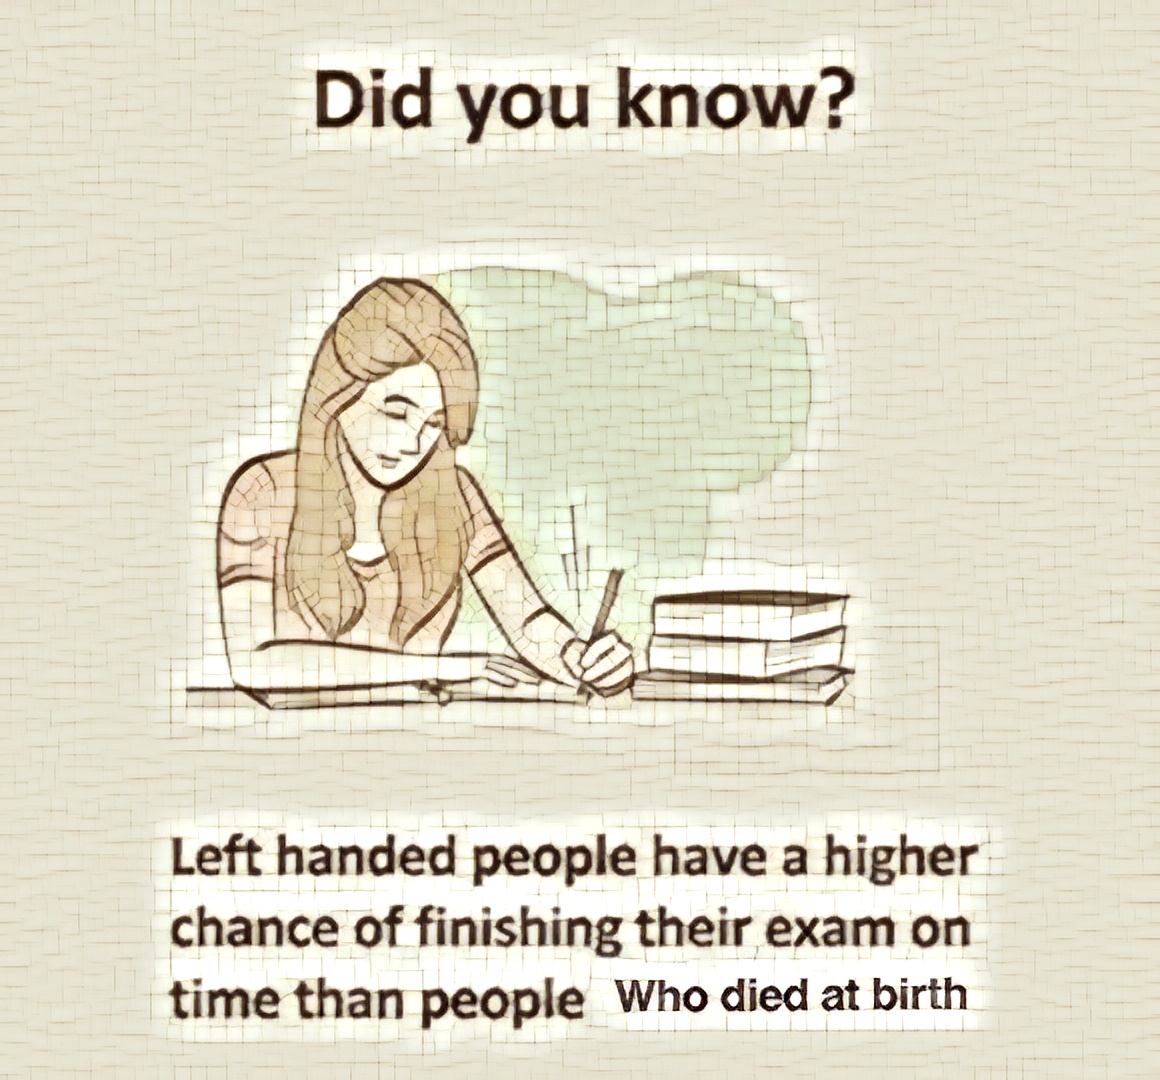 Did you know?
Left handed people have a higher
chance of finishing their exam on
time than people Who died at birth